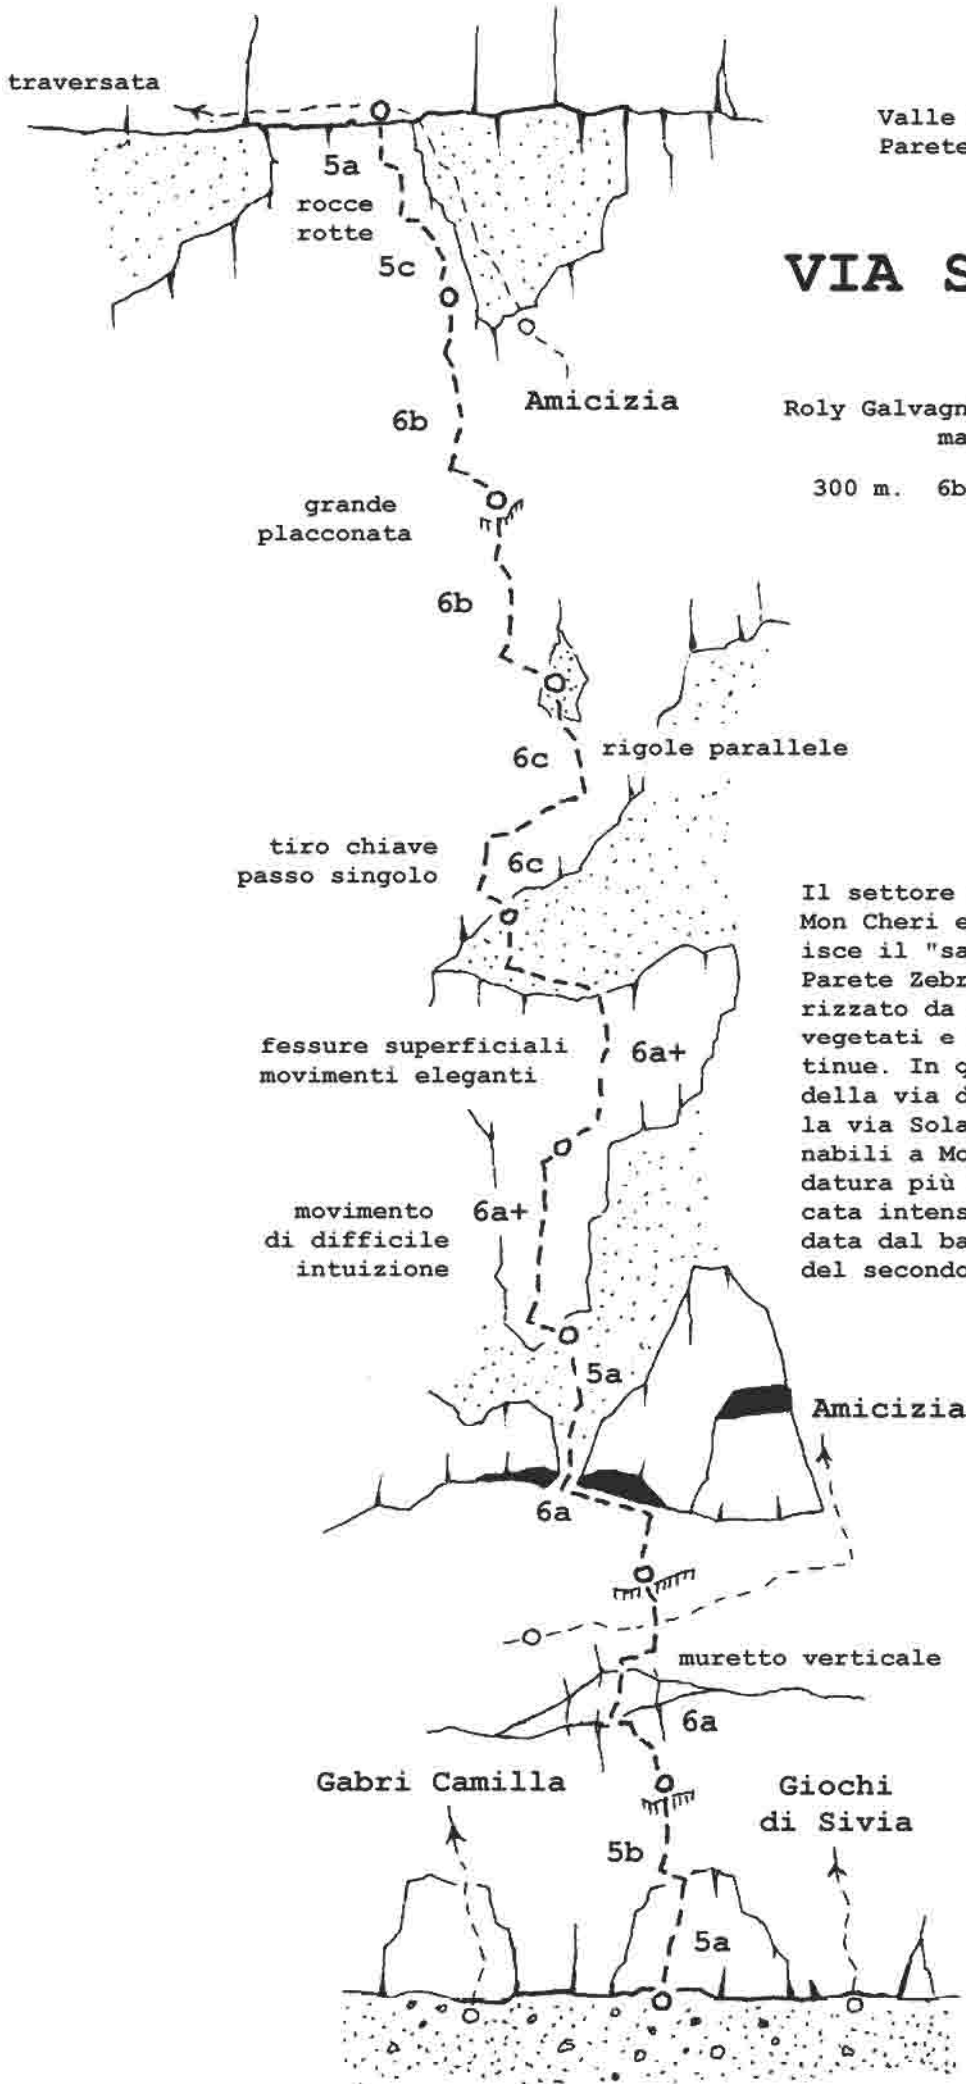 traversata
Valle
Parete
5a
rocce
rotte
5c
VIA S
Amicizia
Roly Galvagn
ma
6b
300 m. 6b
grande
placconata
6b
6c
rigole parallele
tiro chiave
passo singolo
6c
Il settore
Mon Cheri e
isce il "sa
Parete Zebr
rizzato da
vegetati e
tinue. In q
della via d
la via Sola
nabili a Mo
datura più
cata intens
data dal ba
del secondo
fessure superficiali
movimenti eleganti
6a+
movimento
di difficile
intuizione
6a+
5a
Amicizia
6a
muretto verticale
6a
Gabri Camilla
Giochi
di Sivia
5b
5a